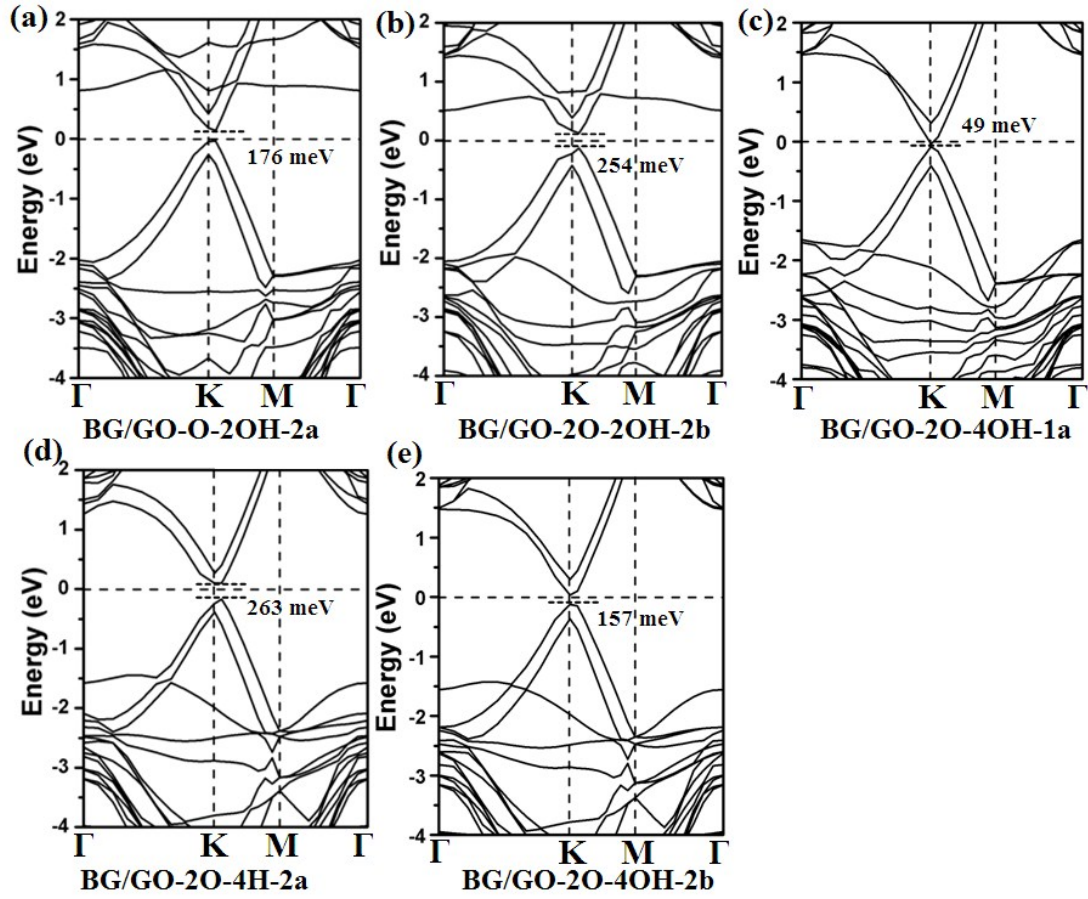 (a)
2
1
0
-1
-2
-3
-4
Energy (eV)
176 meV
Γ K M Γ
BG/GO-O-2OH-2a
(b)
2
1
0
-1
-2
-3
-4
Energy (eV)
254 meV
Γ K M Γ
BG/GO-2O-2OH-2b
(c)
2
1
0
-1
-2
-3
-4
Energy (eV)
49 meV
Γ K M Γ
BG/GO-2O-4OH-1a
(d)
2
1
0
-1
-2
-3
-4
Energy (eV)
263 meV
Γ K M Γ
BG/GO-2O-4H-2a
(e)
2
1
0
-1
-2
-3
-4
Energy (eV)
157 meV
Γ K M Γ
BG/GO-2O-4OH-2b